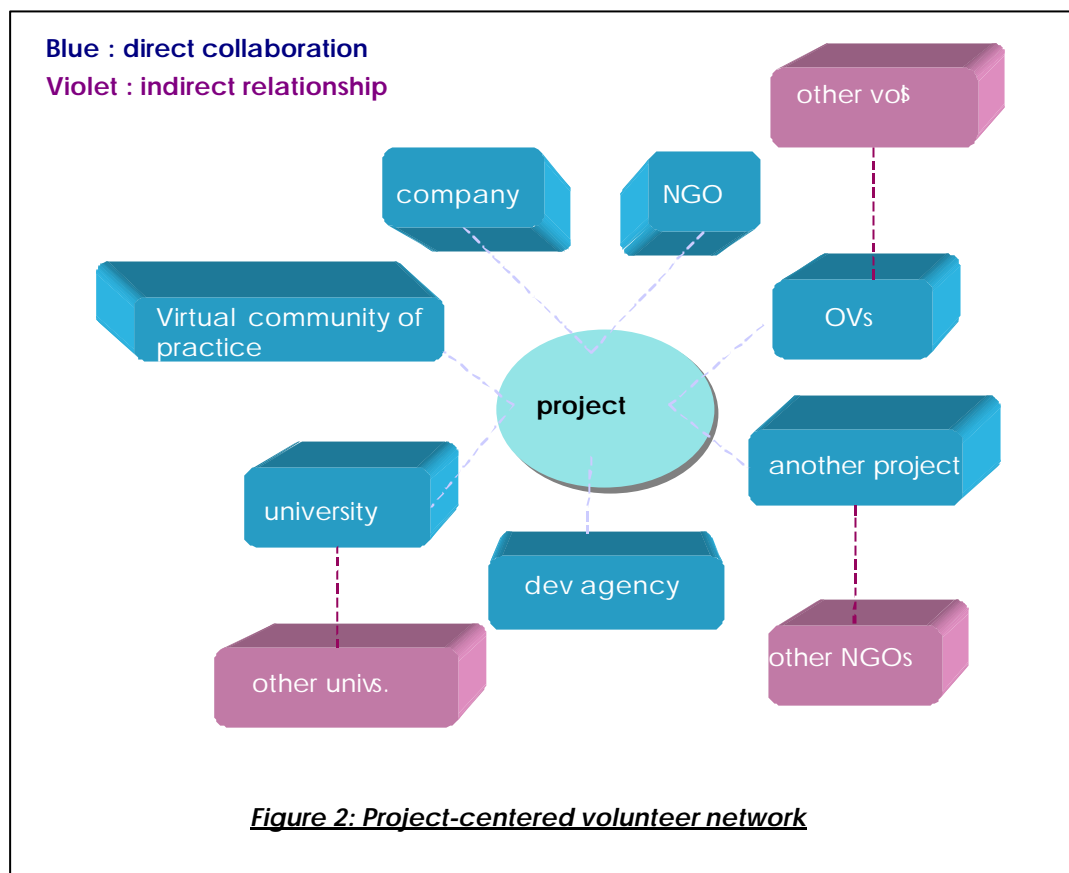 Blue : direct collaboration
Violet : indirect relationship
other vols
company
NGO
Virtual community of
practice
OVs
project
another project
university
dev agency
other NGOs
other univs.
Figure 2: Project-centered volunteer network